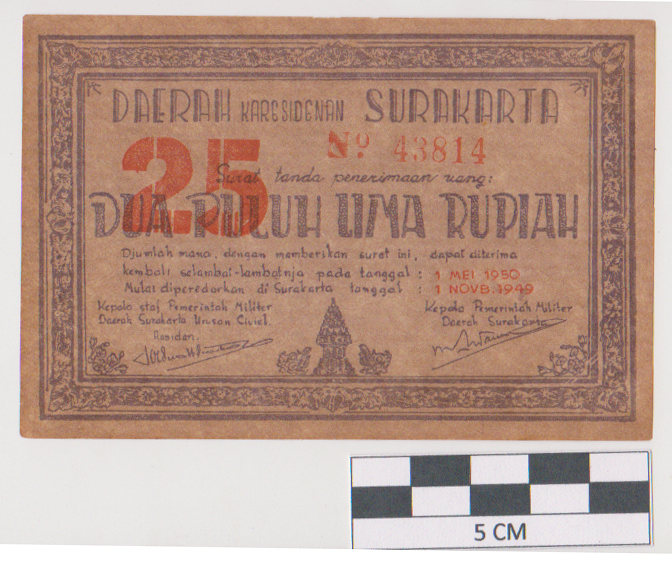 DAERAH KARESIDENAN SURAKARTA
25
Nº 43814
Surat tanda penerimaan uang:
DUA PULUH LIMA RUPIAH
Djumlah mana, dengan memberikan surat ini, dapat diterima
kembali selambat-lambatnja pada tanggal : 1 MEI 1950
Mulai diperedarkan di Surakarta tanggal : 1 NOVB. 1949
Kepala staf Pemerintah Militer
Daerah Surakarta Urusan Civiel.
Residen.
Kepala Pemerintah Militer
Daerah Surakarta
5 CM